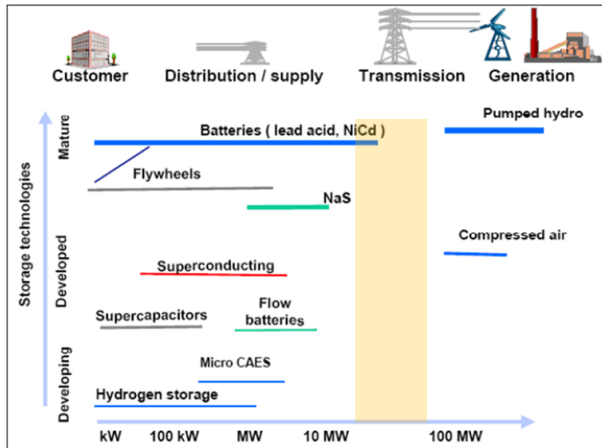 Customer
Distribution / supply
Transmission
Generation
Storage technologies
Mature
Developed
Developing
Batteries ( lead acid, NiCd )
Pumped hydro
Flywheels
NaS
Compressed air
Superconducting
Supercapacitors
Flow
batteries
Micro CAES
Hydrogen storage
kW
100 kW
MW
10 MW
100 MW